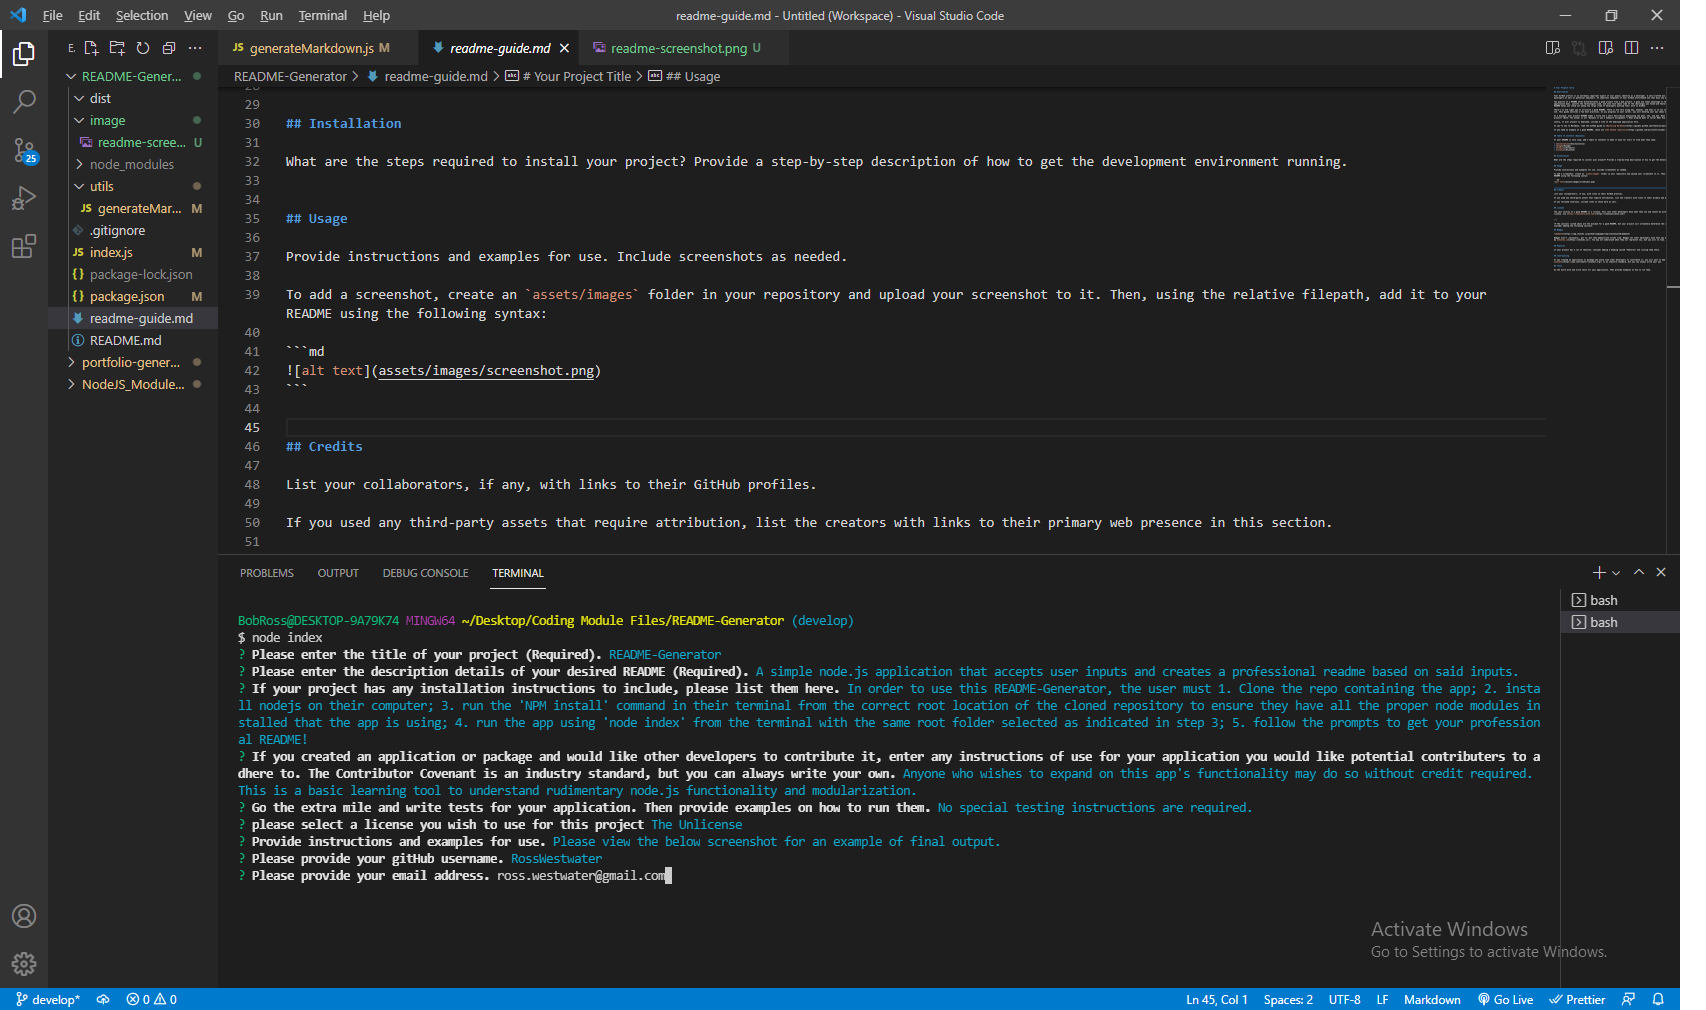 File Edit Selection View Go Run Terminal Help
readme-guide.md - Untitled (Workspace) - Visual Studio Code
E.
JS generateMarkdown.js M
readme-guide.md
readme-screenshot.png U
README-Generator > readme-guide.md > # Your Project Title > ## Usage
README-Gener...
dist
image
readme-scree... U
node_modules
utils
JS generateMar... M
.gitignore
JS index.js M
{} package-lock.json
{} package.json M
readme-guide.md
README.md
portfolio-gener...
NodeJS_Module...
25
28
29
30 ## Installation
31
32 What are the steps required to install your project? Provide a step-by-step description of how to get the development environment running.
33
34
35 ## Usage
36
37 Provide instructions and examples for use. Include screenshots as needed.
38
39 To add a screenshot, create an `assets/images` folder in your repository and upload your screenshot to it. Then, using the relative filepath, add it to your
README using the following syntax:
40
41 ```md
42 ![alt text](assets/images/screenshot.png)
43 ```
44
45
46 ## Credits
47
48 List your collaborators, if any, with links to their GitHub profiles.
49
50 If you used any third-party assets that require attribution, list the creators with links to their primary web presence in this section.
51
PROBLEMS OUTPUT DEBUG CONSOLE TERMINAL
bash
bash
BobRoss@DESKTOP-9A79K74 MINGW64 ~/Desktop/Coding Module Files/README-Generator (develop)
$ node index
? Please enter the title of your project (Required). README-Generator
? Please enter the description details of your desired README (Required). A simple node.js application that accepts user inputs and creates a professional readme based on said inputs.
? If your project has any installation instructions to include, please list them here. In order to use this README-Generator, the user must 1. Clone the repo containing the app; 2. insta
ll nodejs on their computer; 3. run the 'NPM install' command in their terminal from the correct root location of the cloned repository to ensure they have all the proper node modules in
stalled that the app is using; 4. run the app using 'node index' from the terminal with the same root folder selected as indicated in step 3; 5. follow the prompts to get your profession
al README!
? If you created an application or package and would like other developers to contribute it, enter any instructions of use for your application you would like potential contributers to a
dhere to. The Contributor Covenant is an industry standard, but you can always write your own. Anyone who wishes to expand on this app's functionality may do so without credit required.
This is a basic learning tool to understand rudimentary node.js functionality and modularization.
? Go the extra mile and write tests for your application. Then provide examples on how to run them. No special testing instructions are required.
? please select a license you wish to use for this project The Unlicense
? Provide instructions and examples for use. Please view the below screenshot for an example of final output.
? Please provide your gitHub username. RossWestwater
? Please provide your email address. ross.westwater@gmail.com
Activate Windows
Go to Settings to activate Windows.
develop* 0 0 Ln 45, Col 1 Spaces: 2 UTF-8 LF Markdown Go Live Prettier